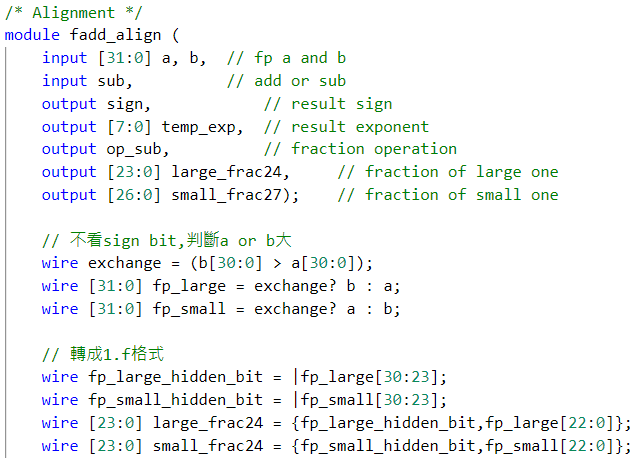 /* Alignment */
module fadd_align (
input [31:0] a, b,  // fp a and b
input sub,         // add or sub
output sign,           // result sign
output [7:0] temp_exp,  // result exponent
output op_sub,         // fraction operation
output [23:0] large_frac24,     // fraction of large one
output [26:0] small_frac27);    // fraction of small one
// 不看sign bit,判斷a or b大
wire exchange = (b[30:0] > a[30:0]);
wire [31:0] fp_large = exchange? b : a;
wire [31:0] fp_small = exchange? a : b;
// 轉成1.f格式
wire fp_large_hidden_bit = |fp_large[30:23];
wire fp_small_hidden_bit = |fp_small[30:23];
wire [23:0] large_frac24 = {fp_large_hidden_bit,fp_large[22:0]};
wire [23:0] small_frac_24 = {fp_small_hidden_bit,fp_small[22:0]};